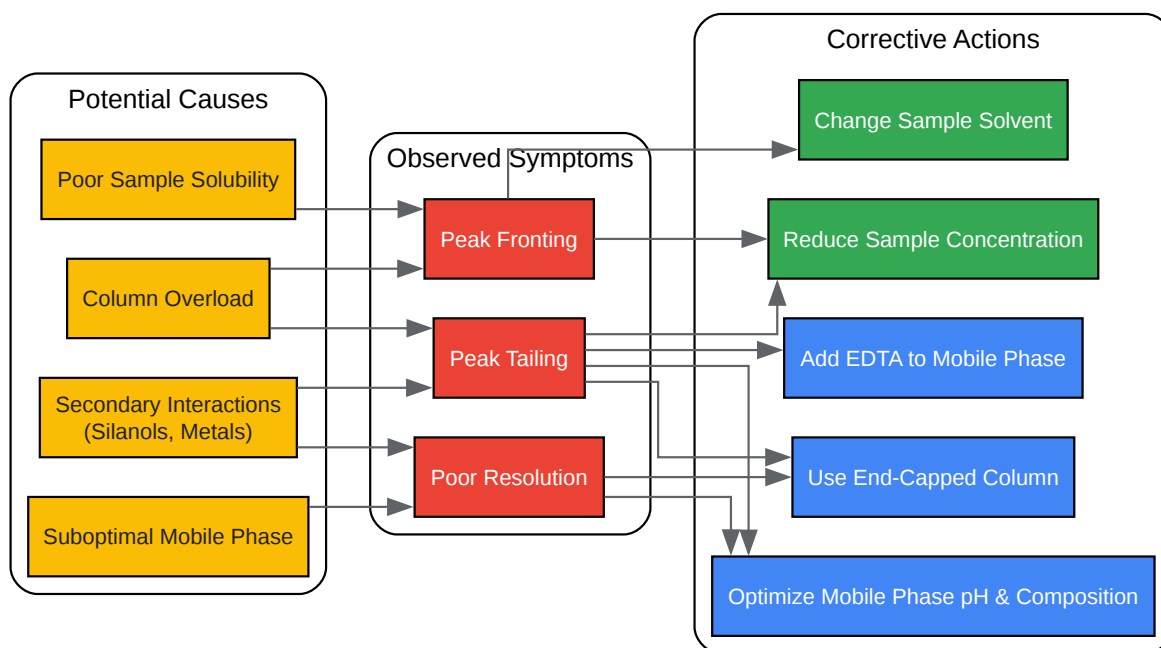 Potential Causes
Poor Sample Solubility
Column Overload
Secondary Interactions
(Silanols, Metals)
Suboptimal Mobile Phase
Observed Symptoms
Peak Fronting
Peak Tailing
Poor Resolution
Corrective Actions
Change Sample Solvent
Reduce Sample Concentration
Add EDTA to Mobile Phase
Use End-Capped Column
Optimize Mobile Phase pH & Composition